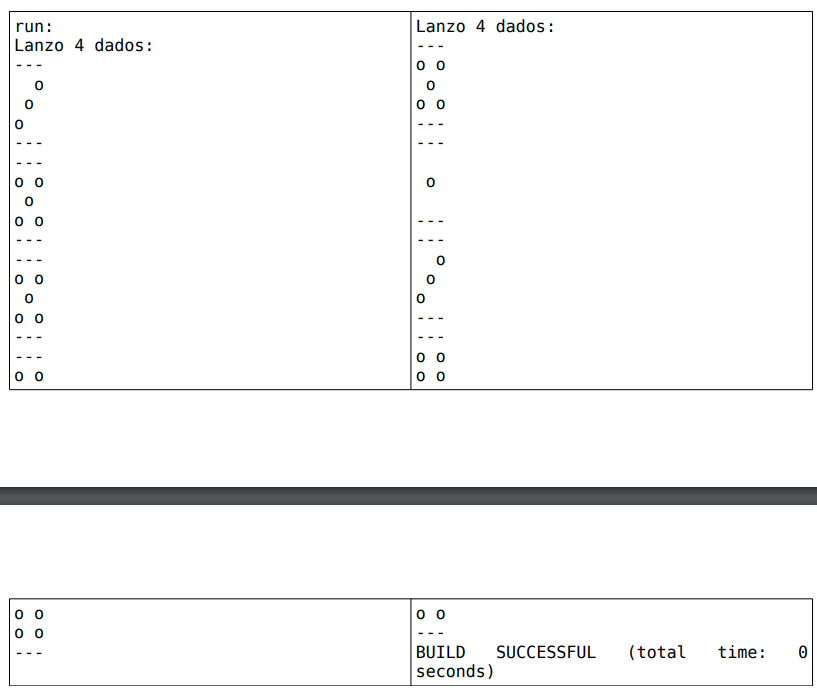 run:
Lanzo 4 dados:
---
  o
 o
o
---
---
o o
 o
o o
---
---
o o
 o
o o
---
---
o o
Lanzo 4 dados:
---
o o
 o
o o
---
---

 o

---
---
  o
 o
o
---
---
o o
o o
o o
o o
---
o o
---
BUILD SUCCESSFUL (total time: 0
seconds)